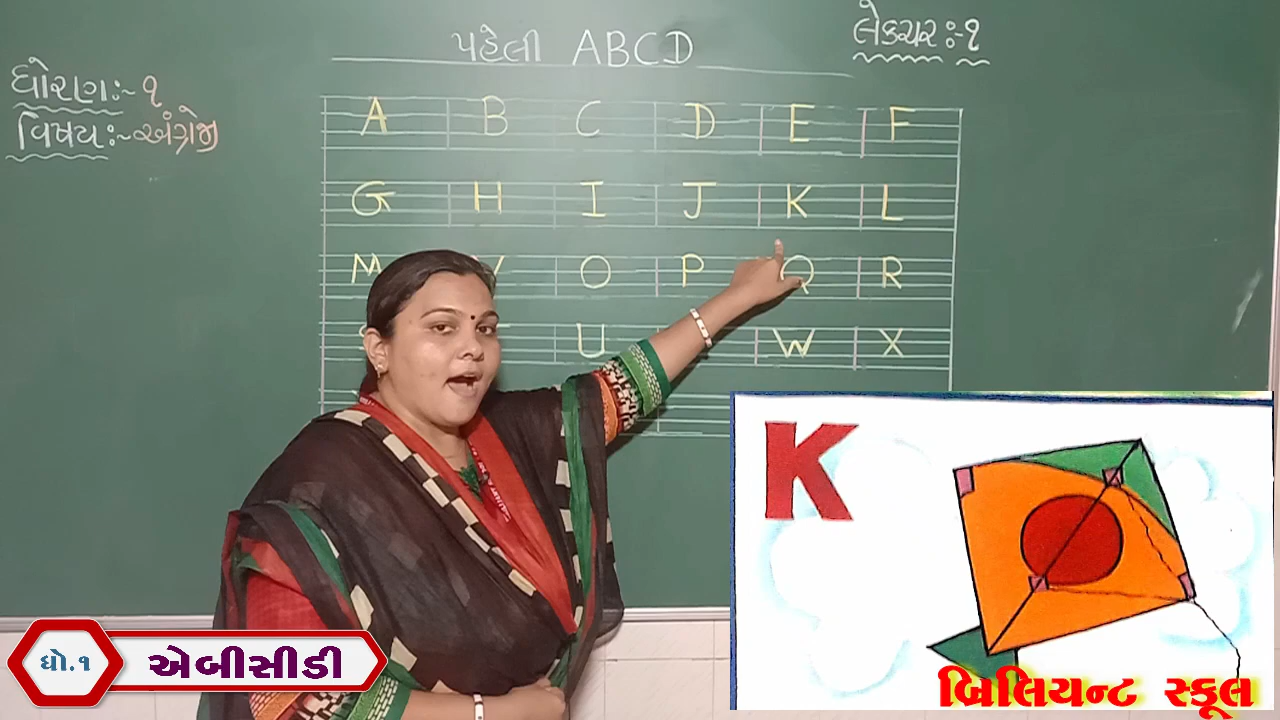 પહેલી ABCD
લેક્ચર :- ૧
ધોરણ :- ૧
વિષય :- અંગ્રેજી
A B C D E F
G H I J K L
M O P Q R
U W X
K
ધો.૧ એબીસીડી
બ્રિલિયન્ટ સ્કૂલ